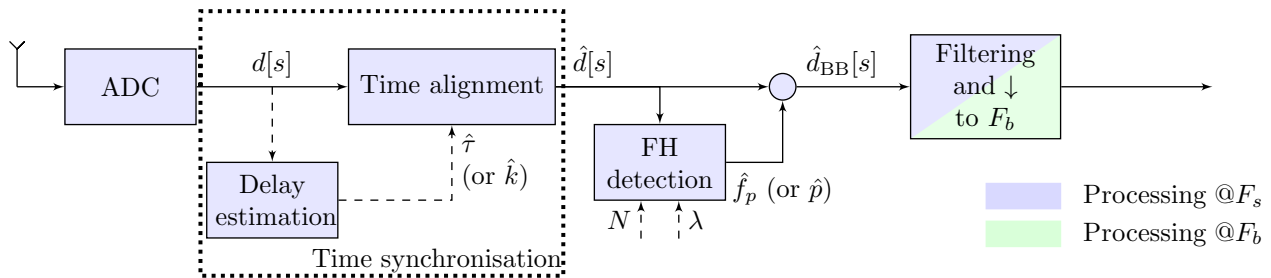 ADC
d[s]
Time alignment
d̂[s]
d̂_BB[s]
Filtering
and ↓
to F_b
τ̂
(or k̂)
Delay
estimation
FH
detection
f̂_p (or p̂)
N
λ
Time synchronisation
Processing @F_s
Processing @F_b